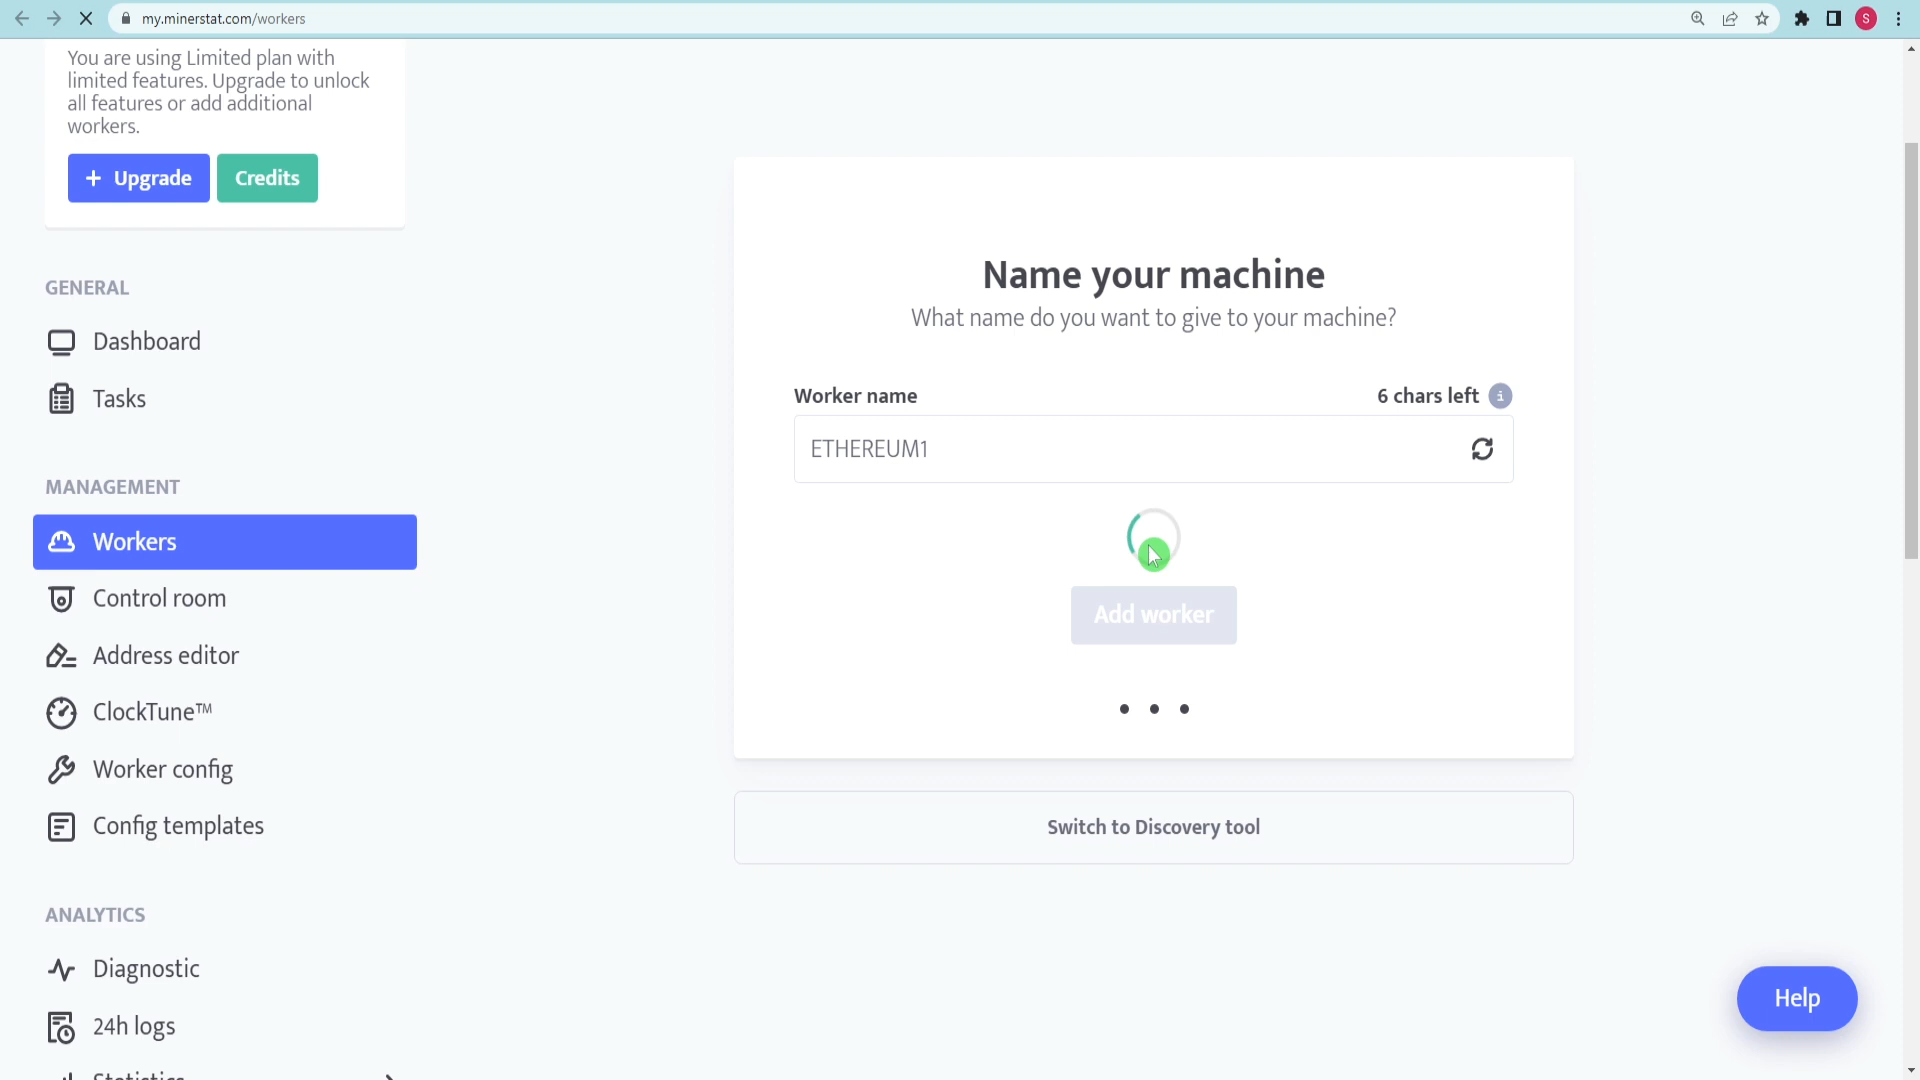 my.minerstat.com/workers
S
You are using Limited plan with
limited features. Upgrade to unlock
all features or add additional
workers.
+ Upgrade
Credits
GENERAL
Dashboard
Tasks
MANAGEMENT
Workers
Control room
Address editor
ClockTune™
Worker config
Config templates
ANALYTICS
Diagnostic
24h logs
Statistics
Name your machine
What name do you want to give to your machine?
Worker name
6 chars left i
ETHEREUM1
Add worker
Switch to Discovery tool
Help